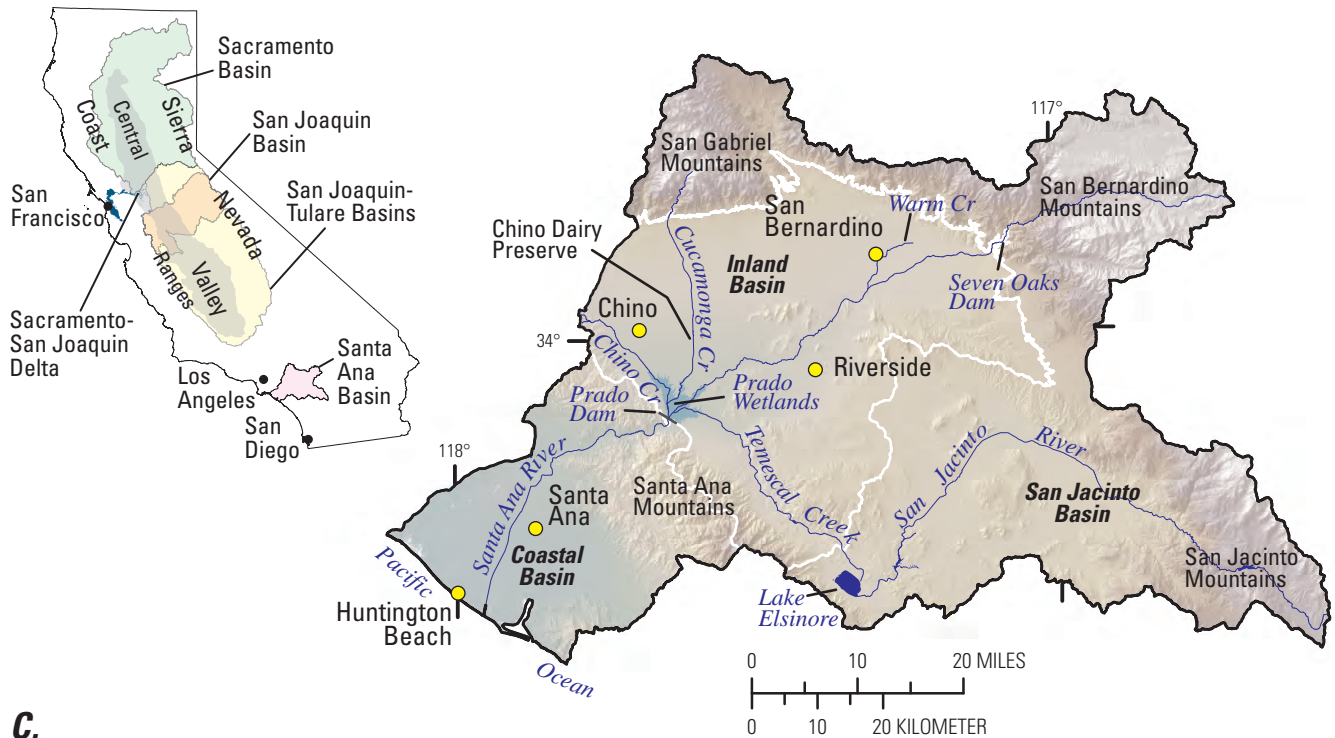 Sacramento
Basin
Coast
Central
Sierra
San Joaquin
Basin
San
Francisco
Nevada
San Joaquin-
Tulare Basins
Ranges
Valley
Sacramento-
San Joaquin
Delta
Los
Angeles
Santa
Ana
Basin
San
Diego
117°
San Gabriel
Mountains
San Bernardino
Mountains
Warm Cr
San
Bernardino
Chino Dairy
Preserve
Cucamonga Cr
Inland
Basin
Seven Oaks
Dam
Chino
34°
Chino Cr
Riverside
Prado
Wetlands
Prado
Dam
118°
Santa Ana River
Santa Ana
Mountains
Temescal Creek
San Jacinto River
San Jacinto
Basin
Santa
Ana
Coastal
Basin
San Jacinto
Mountains
Pacific
Ocean
Huntington
Beach
Lake
Elsinore
0 10 20 MILES
0 10 20 KILOMETER
C.